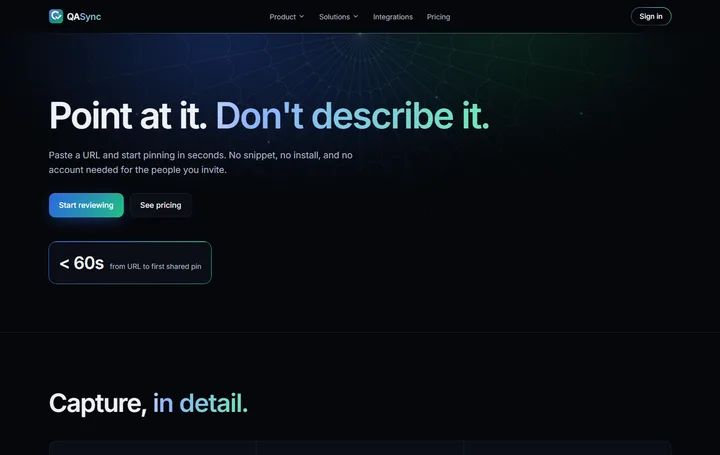 QASync
Product
Solutions
Integrations
Pricing
Sign in
Point at it. Don't describe it.
Paste a URL and start pinning in seconds. No snippet, no install, and no
account needed for the people you invite.
Start reviewing
See pricing
< 60s from URL to first shared pin
Capture, in detail.